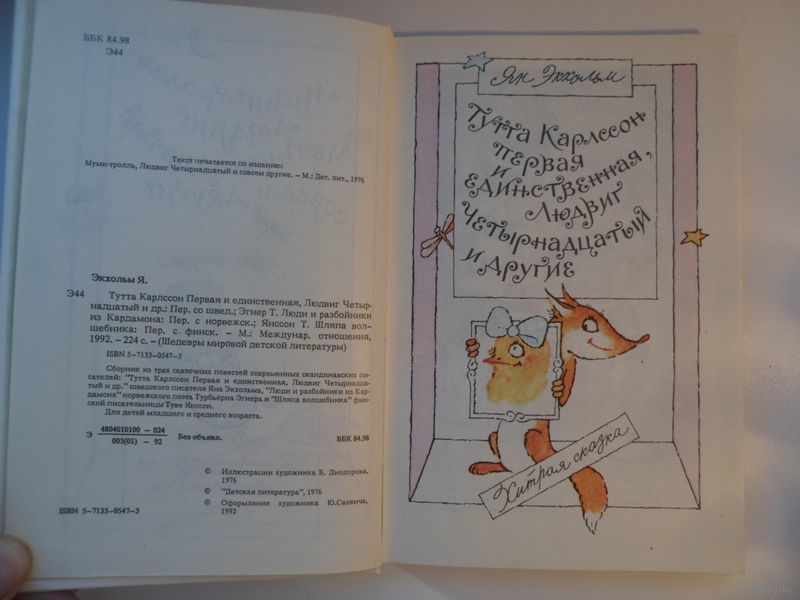 ББК 84.98
Э44
Текст печатается по изданию:
Муми-тролль, Людвиг Четырнадцатый и совсем другие. — М.: Дет. лит., 1976
Экхольм Я.
Э44 Тутта Карлссон Первая и единственная, Людвиг Четыр-
надцатый и др.: Пер. со швед.; Эгнер Т. Люди и разбойники
из Кардамона: Пер. с норвежск.; Янссон Т. Шляпа вол-
шебника: Пер. с. финск. — М.: Междунар. отношения,
1992. — 224 с. — (Шедевры мировой детской литературы)
ISBN 5-7133-0547-3
Сборник из трех сказочных повестей современных скандинавских пи-
сателей: "Тутта Карлссон Первая и единственная, Людвиг Четырнадца-
тый и др." шведского писателя Яна Экхольма, "Люди и разбойники из Кар-
дамона" норвежского поэта Турбьёрна Эгнера и "Шляпа волшебника" фин-
ской писательницы Туве Янссон.
Для детей младшего и среднего возраста.
Э 4804010100 — 024
003(01) — 92 Без объявл. ББК 84.98
© Иллюстрации художника Б. Диодорова,
1976
© "Детская литература", 1976
© Оформление художника Ю.Саевича,
1992
ISBN 5-7133-0547-3
Ян Экхольм
Тутта Карлссон
первая
и
единственная,
Людвиг
Четырнадцатый
и другие
Хитрая сказка